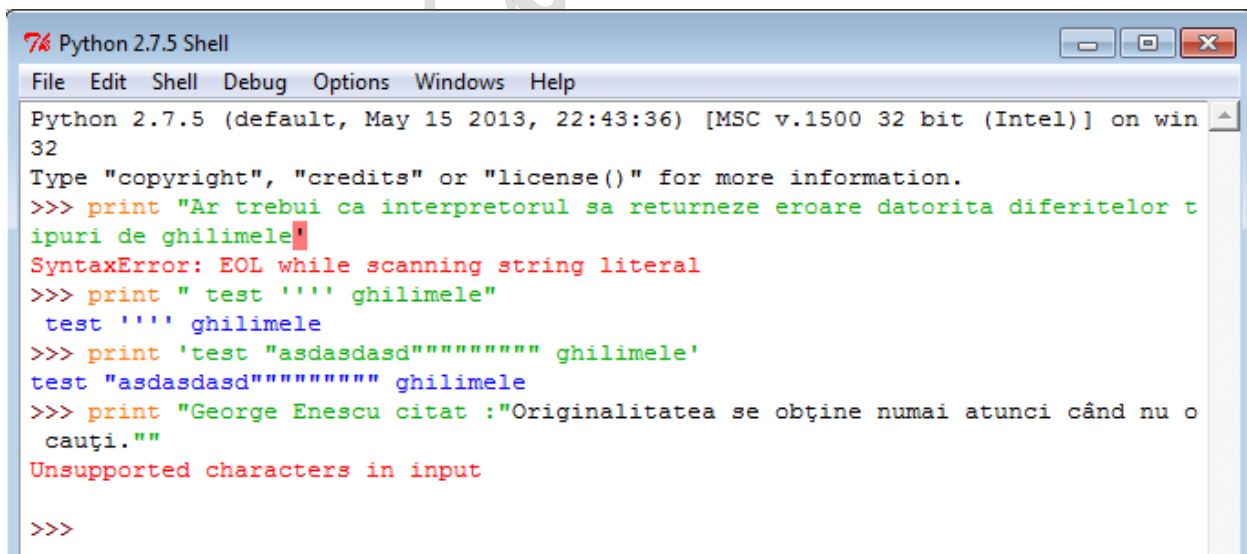 Python 2.7.5 Shell
File Edit Shell Debug Options Windows Help
Python 2.7.5 (default, May 15 2013, 22:43:36) [MSC v.1500 32 bit (Intel)] on win
32
Type "copyright", "credits" or "license()" for more information.
>>> print "Ar trebui ca interpretorul sa returneze eroare datorita diferitelor t
ipuri de ghilimele'
SyntaxError: EOL while scanning string literal
>>> print " test '''' ghilimele"
 test '''' ghilimele
>>> print 'test "asdasdasd""""""""" ghilimele'
test "asdasdasd""""""""" ghilimele
>>> print "George Enescu citat :"Originalitatea se obţine numai atunci când nu o
 cauţi.""
Unsupported characters in input
>>>